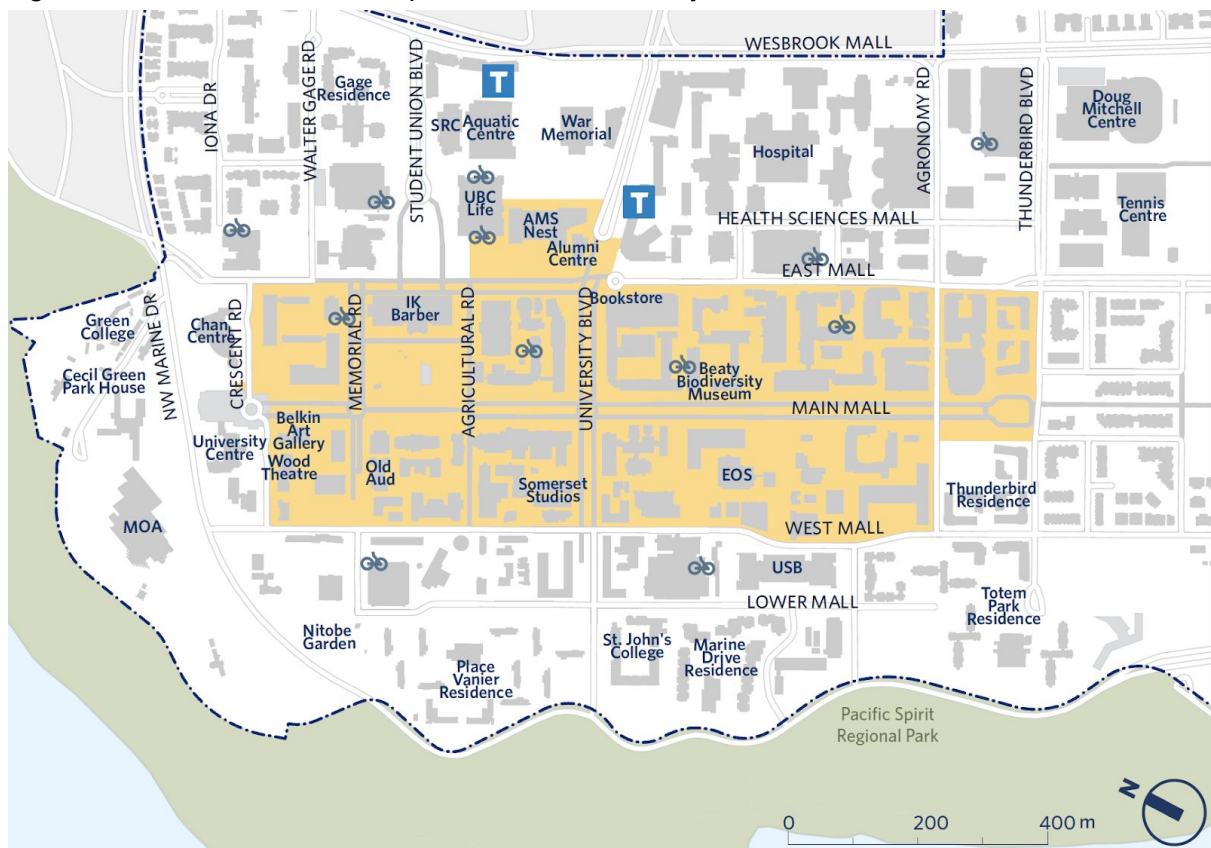 WESBROOK MALL
IONA DR
WALTER GAGE RD
Gage
Residence
STUDENT UNION BLVD
T
SRC
Aquatic
Centre
War
Memorial
Hospital
AGRONOMY RD
THUNDERBIRD BLVD
Doug
Mitchell
Centre
UBC
Life
AMS
Nest
Alumni
Centre
T
HEALTH SCIENCES MALL
Tennis
Centre
EAST MALL
NW MARINE DR
Green
College
Cecil Green
Park House
Chan
Centre
CRESCENT RD
MEMORIAL RD
IK
Barber
AGRICULTURAL RD
UNIVERSITY BLVD
Bookstore
Beaty
Biodiversity
Museum
MAIN MALL
University
Centre
Belkin
Art
Gallery
Wood
Theatre
Old
Aud
Somerset
Studios
EOS
Thunderbird
Residence
MOA
WEST MALL
USB
LOWER MALL
Nitobe
Garden
Place
Vanier
Residence
St. John's
College
Marine
Drive
Residence
Totem
Park
Residence
Pacific Spirit
Regional Park
N
0 200 400 m